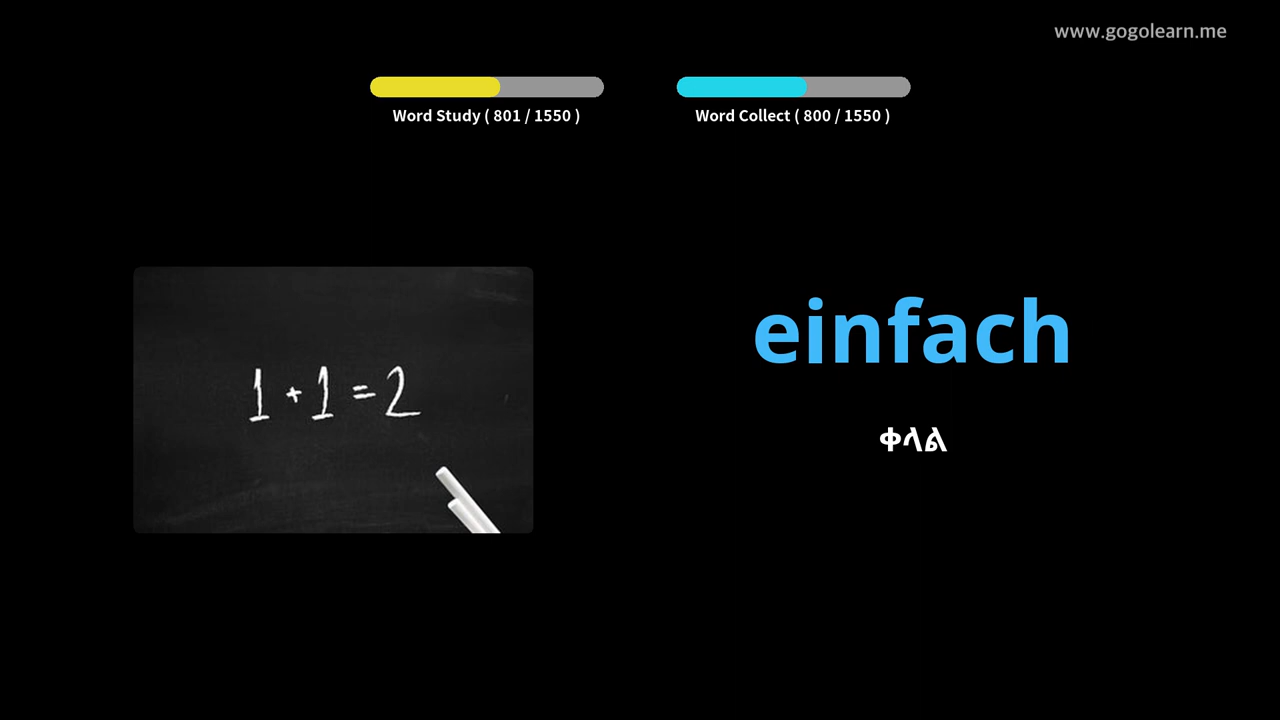 www.gogolearn.me
Word Study ( 801 / 1550 )
Word Collect ( 800 / 1550 )
1 + 1 = 2
einfach
ቀላል